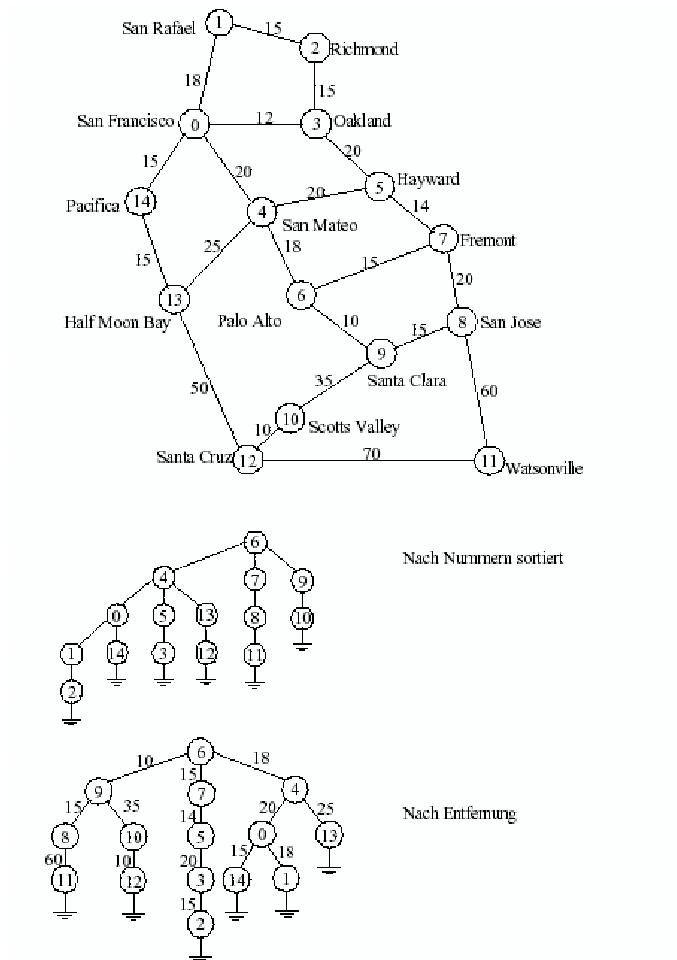 San Rafael 1 15
2 Richmond
18 15
San Francisco 0 12 3 Oakland
15 20 20
Pacifica 14 4 20 5 Hayward
San Mateo 14
15 25 18 15 7 Fremont
13 6 20
Half Moon Bay Palo Alto 10 15 8 San Jose
9
50 35 Santa Clara 60
10 10 Scotts Valley
Santa Cruz 12 70 11 Watsonville
6 Nach Nummern sortiert
4 7 9
0 5 13 8 10
1 14 3 12 11
2
6
10 15 18
9 7 4
15 35 14 20 25 Nach Entfernung
8 10 5 0 13
60 10 20 15 18
11 12 3 14 1
15
2